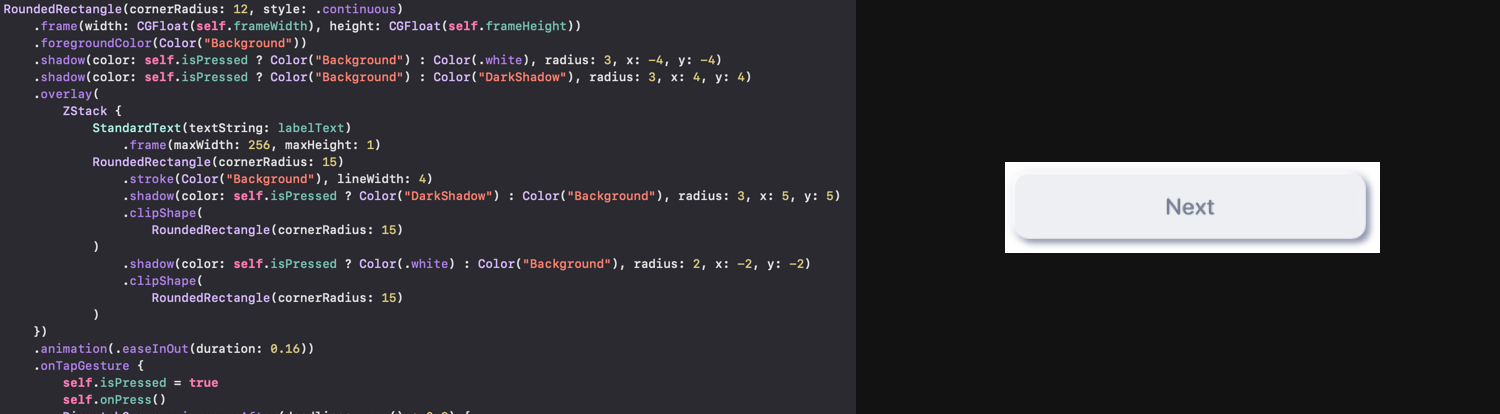 RoundedRectangle(cornerRadius: 12, style: .continuous)
    .frame(width: CGFloat(self.frameWidth), height: CGFloat(self.frameHeight))
    .foregroundColor(Color("Background"))
    .shadow(color: self.isPressed ? Color("Background") : Color(.white), radius: 3, x: -4, y: -4)
    .shadow(color: self.isPressed ? Color("Background") : Color("DarkShadow"), radius: 3, x: 4, y: 4)
    .overlay(
        ZStack {
            StandardText(textString: labelText)
                .frame(maxWidth: 256, maxHeight: 1)
            RoundedRectangle(cornerRadius: 15)
                .stroke(Color("Background"), lineWidth: 4)
                .shadow(color: self.isPressed ? Color("DarkShadow") : Color("Background"), radius: 3, x: 5, y: 5)
                .clipShape(
                    RoundedRectangle(cornerRadius: 15)
            )
                .shadow(color: self.isPressed ? Color(.white) : Color("Background"), radius: 2, x: -2, y: -2)
                .clipShape(
                    RoundedRectangle(cornerRadius: 15)
            )
    })
    .animation(.easeInOut(duration: 0.16))
    .onTapGesture {
        self.isPressed = true
        self.onPress()
Next